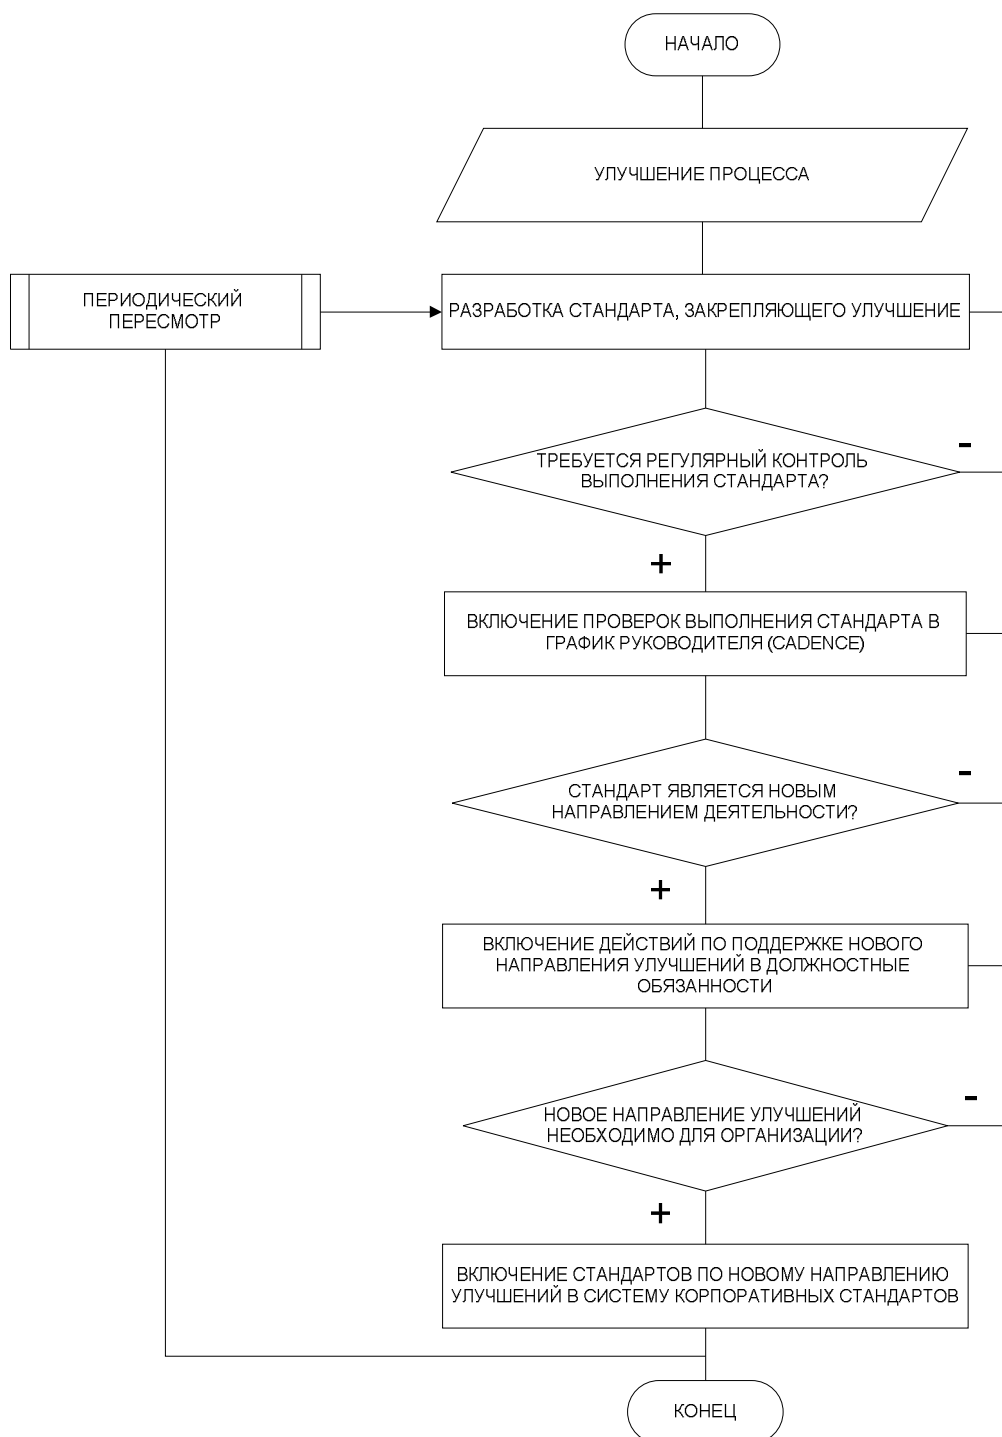 НАЧАЛО
УЛУЧШЕНИЕ ПРОЦЕССА
ПЕРИОДИЧЕСКИЙ
ПЕРЕСМОТР
РАЗРАБОТКА СТАНДАРТА, ЗАКРЕПЛЯЮЩЕГО УЛУЧШЕНИЕ
ТРЕБУЕТСЯ РЕГУЛЯРНЫЙ КОНТРОЛЬ
ВЫПОЛНЕНИЯ СТАНДАРТА?
-
+
ВКЛЮЧЕНИЕ ПРОВЕРОК ВЫПОЛНЕНИЯ СТАНДАРТА В
ГРАФИК РУКОВОДИТЕЛЯ (CADENCE)
-
СТАНДАРТ ЯВЛЯЕТСЯ НОВЫМ
НАПРАВЛЕНИЕМ ДЕЯТЕЛЬНОСТИ?
+
ВКЛЮЧЕНИЕ ДЕЙСТВИЙ ПО ПОДДЕРЖКЕ НОВОГО
НАПРАВЛЕНИЯ УЛУЧШЕНИЙ В ДОЛЖНОСТНЫЕ
ОБЯЗАННОСТИ
-
НОВОЕ НАПРАВЛЕНИЕ УЛУЧШЕНИЙ
НЕОБХОДИМО ДЛЯ ОРГАНИЗАЦИИ?
+
ВКЛЮЧЕНИЕ СТАНДАРТОВ ПО НОВОМУ НАПРАВЛЕНИЮ
УЛУЧШЕНИЙ В СИСТЕМУ КОРПОРАТИВНЫХ СТАНДАРТОВ
КОНЕЦ